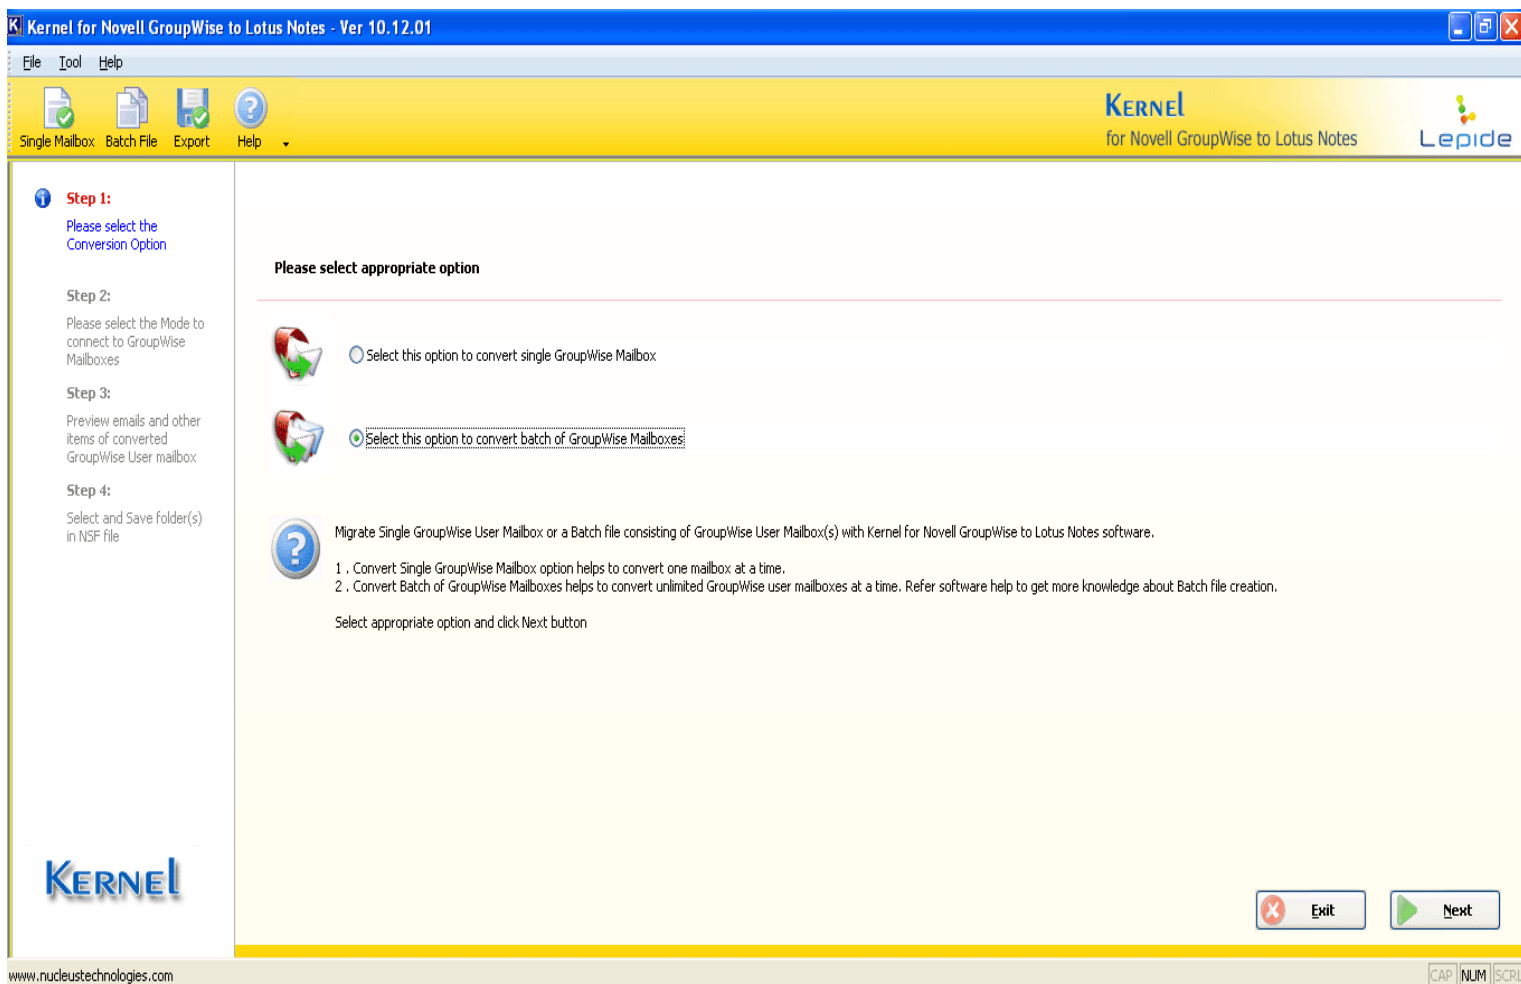 Kernel for Novell GroupWise to Lotus Notes - Ver 10.12.01
File Tool Help
Single Mailbox Batch File Export Help
KERNEL
for Novell GroupWise to Lotus Notes
Lepide
Step 1:
Please select the
Conversion Option
Step 2:
Please select the Mode to
connect to GroupWise
Mailboxes
Step 3:
Preview emails and other
items of converted
GroupWise User mailbox
Step 4:
Select and Save folder(s)
in NSF file
KERNEL
Please select appropriate option
Select this option to convert single GroupWise Mailbox
Select this option to convert batch of GroupWise Mailboxes
Migrate Single GroupWise User Mailbox or a Batch file consisting of GroupWise User Mailbox(s) with Kernel for Novell GroupWise to Lotus Notes software.
1 . Convert Single GroupWise Mailbox option helps to convert one mailbox at a time.
2 . Convert Batch of GroupWise Mailboxes helps to convert unlimited GroupWise user mailboxes at a time. Refer software help to get more knowledge about Batch file creation.
Select appropriate option and click Next button
Exit Next
www.nucleustechnologies.com
CAP NUM SCRL